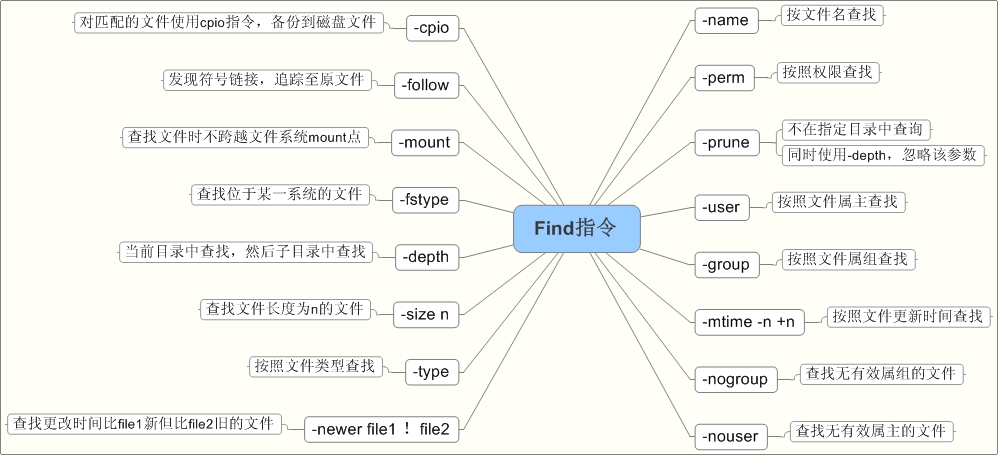 Find指令
-name
按文件名查找
-perm
按照权限查找
-prune
不在指定目录中查询
同时使用-depth，忽略该参数
-user
按照文件属主查找
-group
按照文件属组查找
-mtime -n +n
按照文件更新时间查找
-nogroup
查找无有效属组的文件
-nouser
查找无有效属主的文件
对匹配的文件使用cpio指令，备份到磁盘文件
-cpio
发现符号链接，追踪至原文件
-follow
查找文件时不跨越文件系统mount点
-mount
查找位于某一系统的文件
-fstype
当前目录中查找，然后子目录中查找
-depth
查找文件长度为n的文件
-size n
按照文件类型查找
-type
查找更改时间比file1新但比file2旧的文件
-newer file1 ！ file2